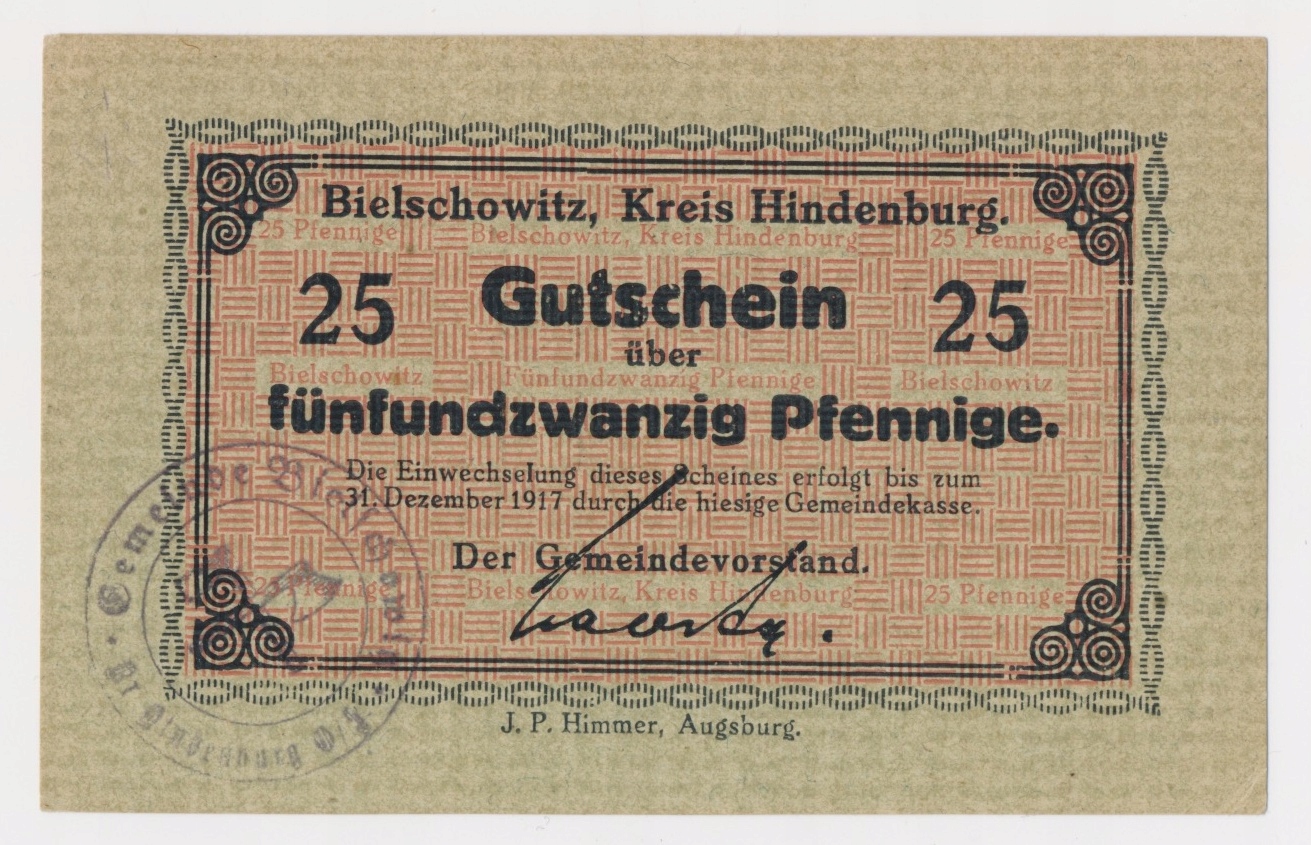 Bielschowitz, Kreis Hindenburg.
25 Pfennige Bielschowitz, Kreis Hindenburg 25 Pfennige
25 Gutschein 25
über
Bielschowitz Fünfundzwanzig Pfennige Bielschowitz
fünfundzwanzig Pfennige.
Die Einwechselung dieses Scheines erfolgt bis zum
31. Dezember 1917 durch die hiesige Gemeindekasse.
Der Gemeindevorstand.
25 Pfennige Bielschowitz, Kreis Hindenburg 25 Pfennige
J. P. Himmer, Augsburg.
Gemeinde Bielschowitz